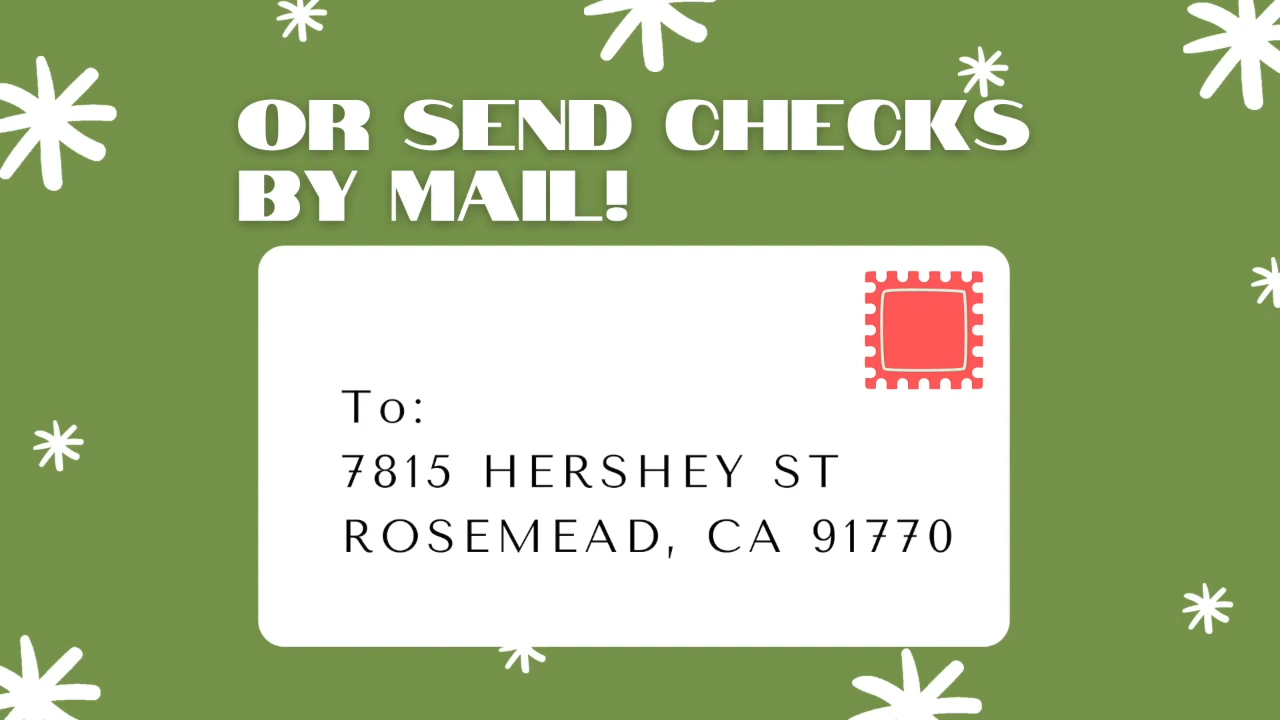 OR SEND CHECKS
BY MAIL!
To:
7815 HERSHEY ST
ROSEMEAD, CA 91770